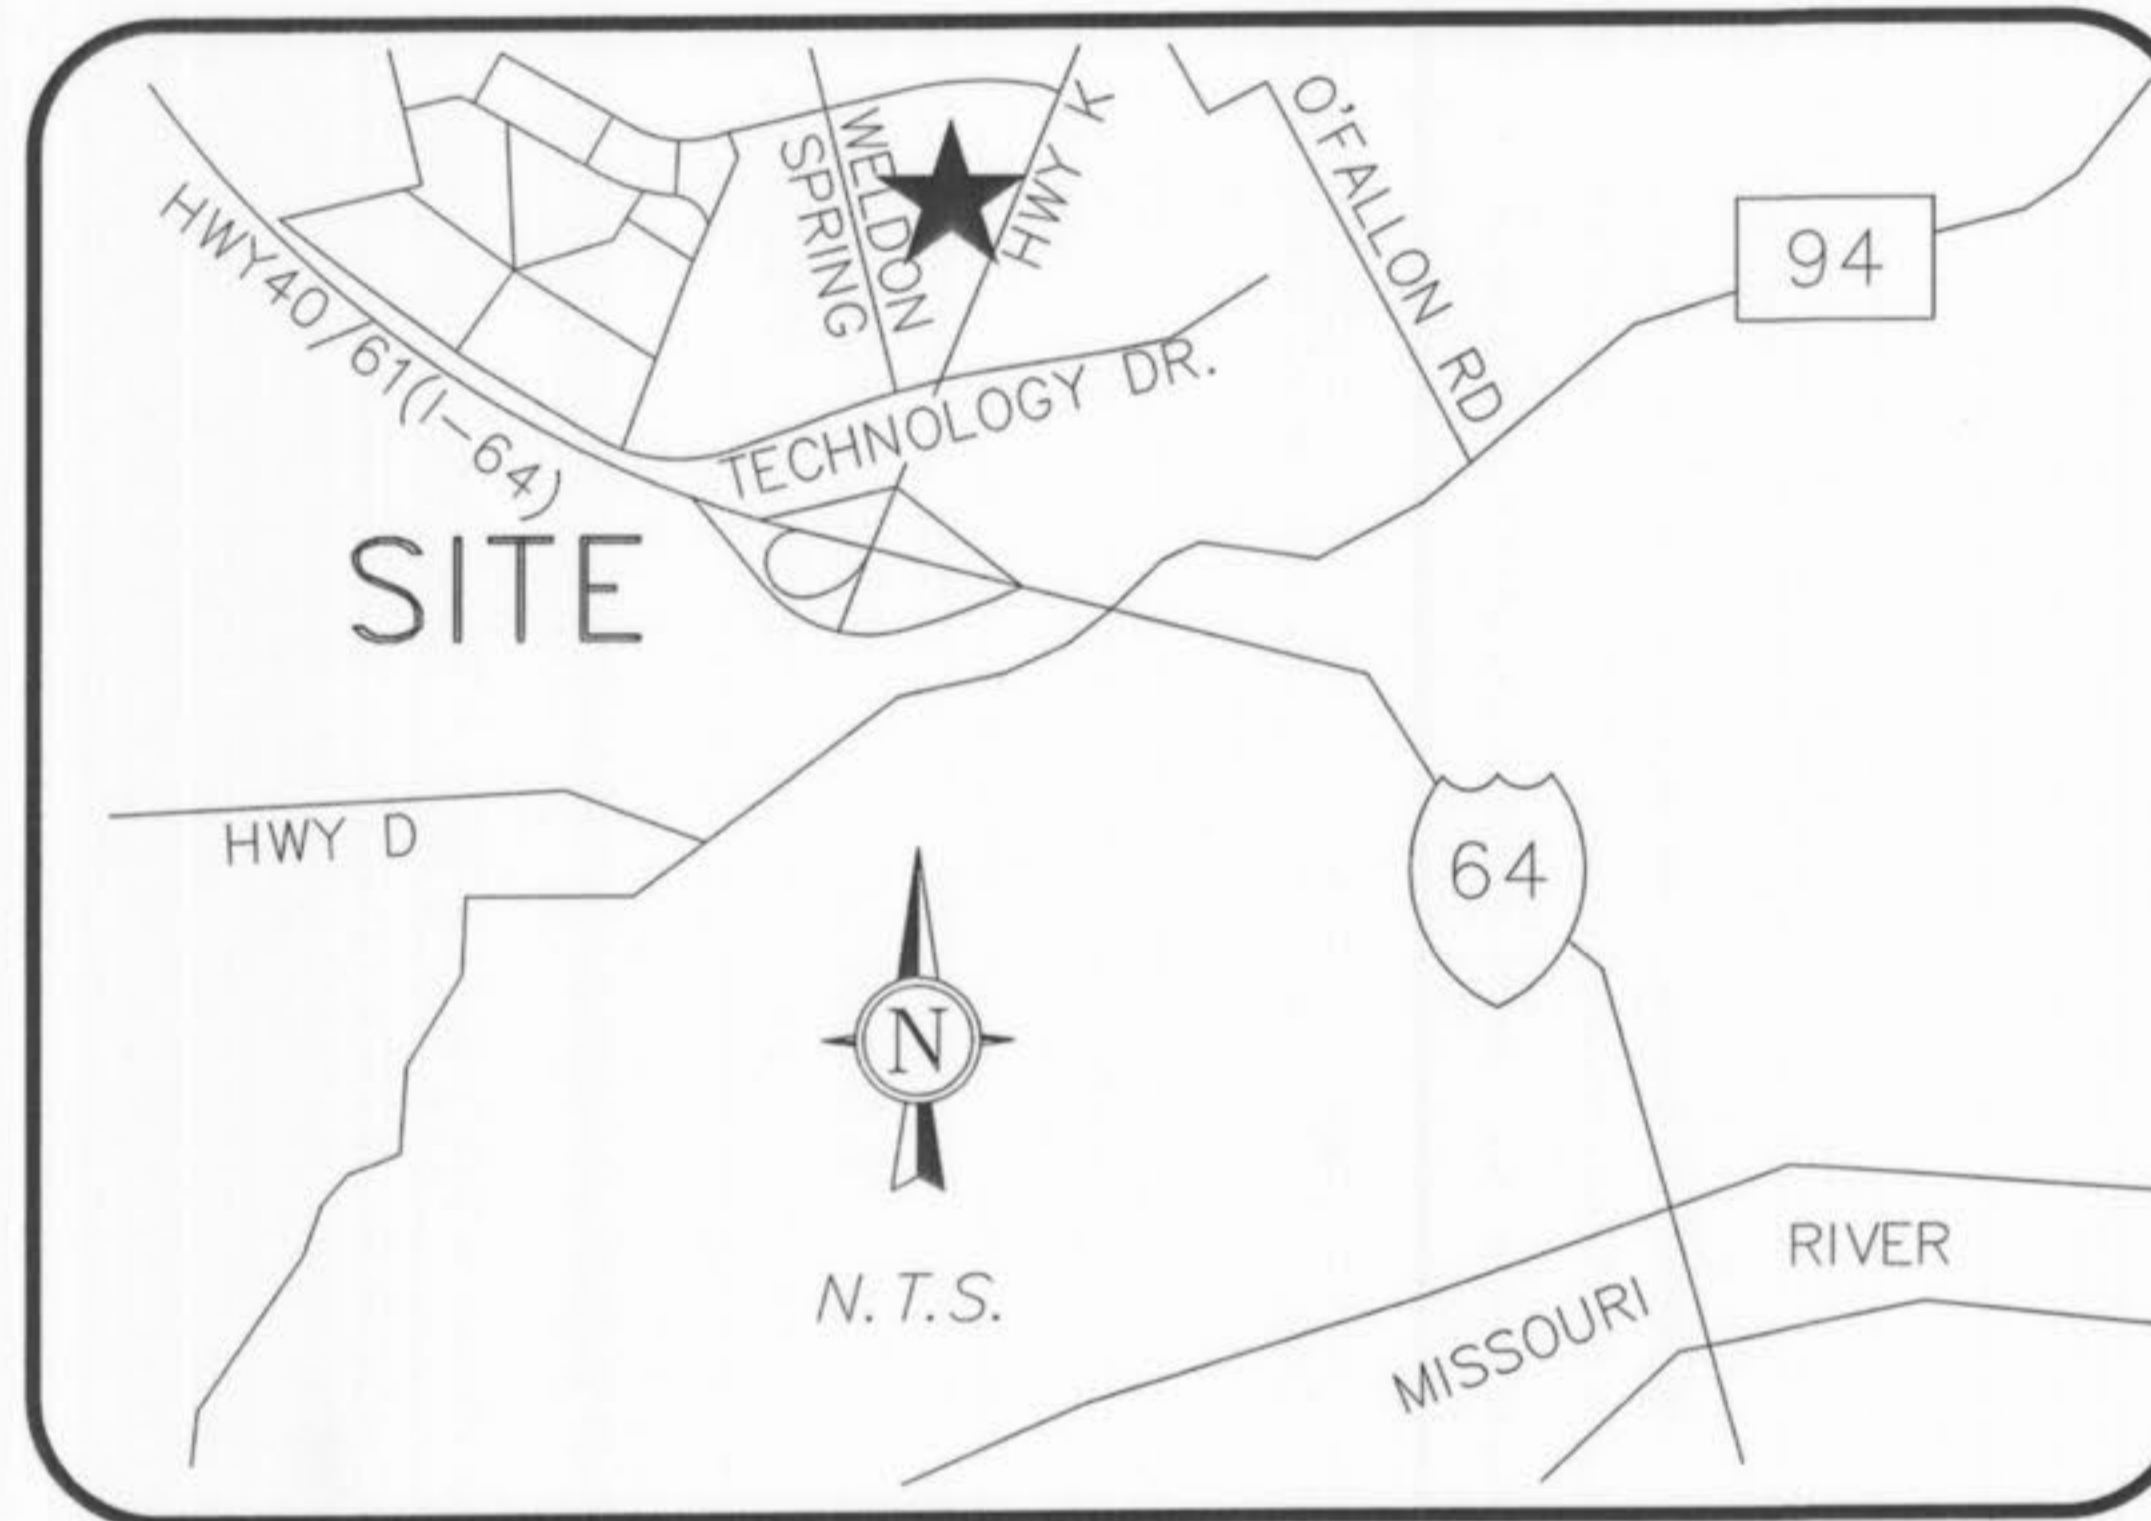 WELDON
SPRING
HWY K
O'FALLON RD
94
HWY40/61(I-64)
TECHNOLOGY DR.
SITE
HWY D
64
N
N.T.S.
RIVER
MISSOURI